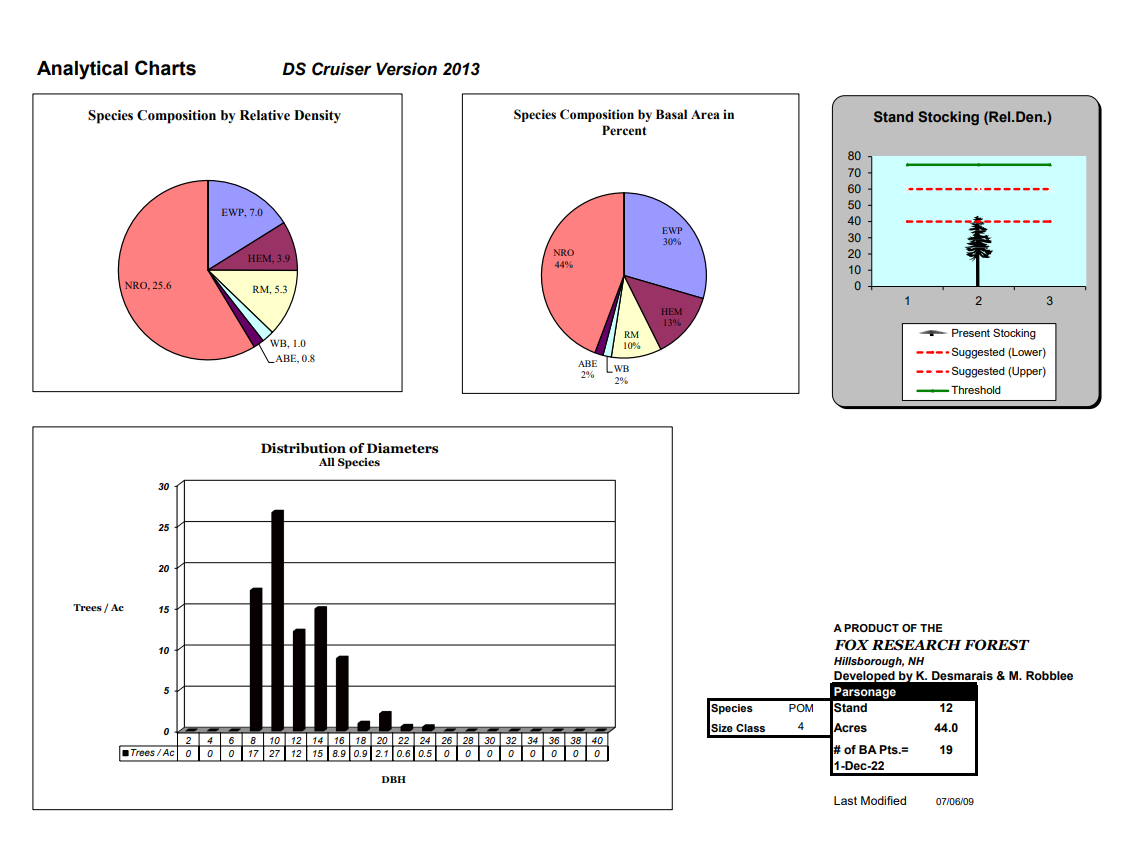 Analytical Charts DS Cruiser Version 2013
Species Composition by Relative Density
EWP, 7.0
HEM, 3.9
NRO, 25.6
RM, 5.3
WB, 1.0
ABE, 0.8
Species Composition by Basal Area in
Percent
EWP
30%
NRO
44%
HEM
13%
RM
10%
ABE
2%
WB
2%
Stand Stocking (Rel.Den.)
80
70
60
50
40
30
20
10
0
1 2 3
Present Stocking
Suggested (Lower)
Suggested (Upper)
Threshold
Distribution of Diameters
All Species
30
25
20
15
10
5
0
Trees / Ac
2 4 6 8 10 12 14 16 18 20 22 24 26 28 30 32 34 36 38 40
Trees / Ac 0 0 0 17 27 12 15 8.9 0.9 2.1 0.6 0.5 0 0 0 0 0 0 0 0
DBH
A PRODUCT OF THE
FOX RESEARCH FOREST
Hillsborough, NH
Developed by K. Desmarais & M. Robblee
Parsonage
Species POM
Size Class 4
Stand 12
Acres 44.0
# of BA Pts.= 19
1-Dec-22
Last Modified 07/06/09